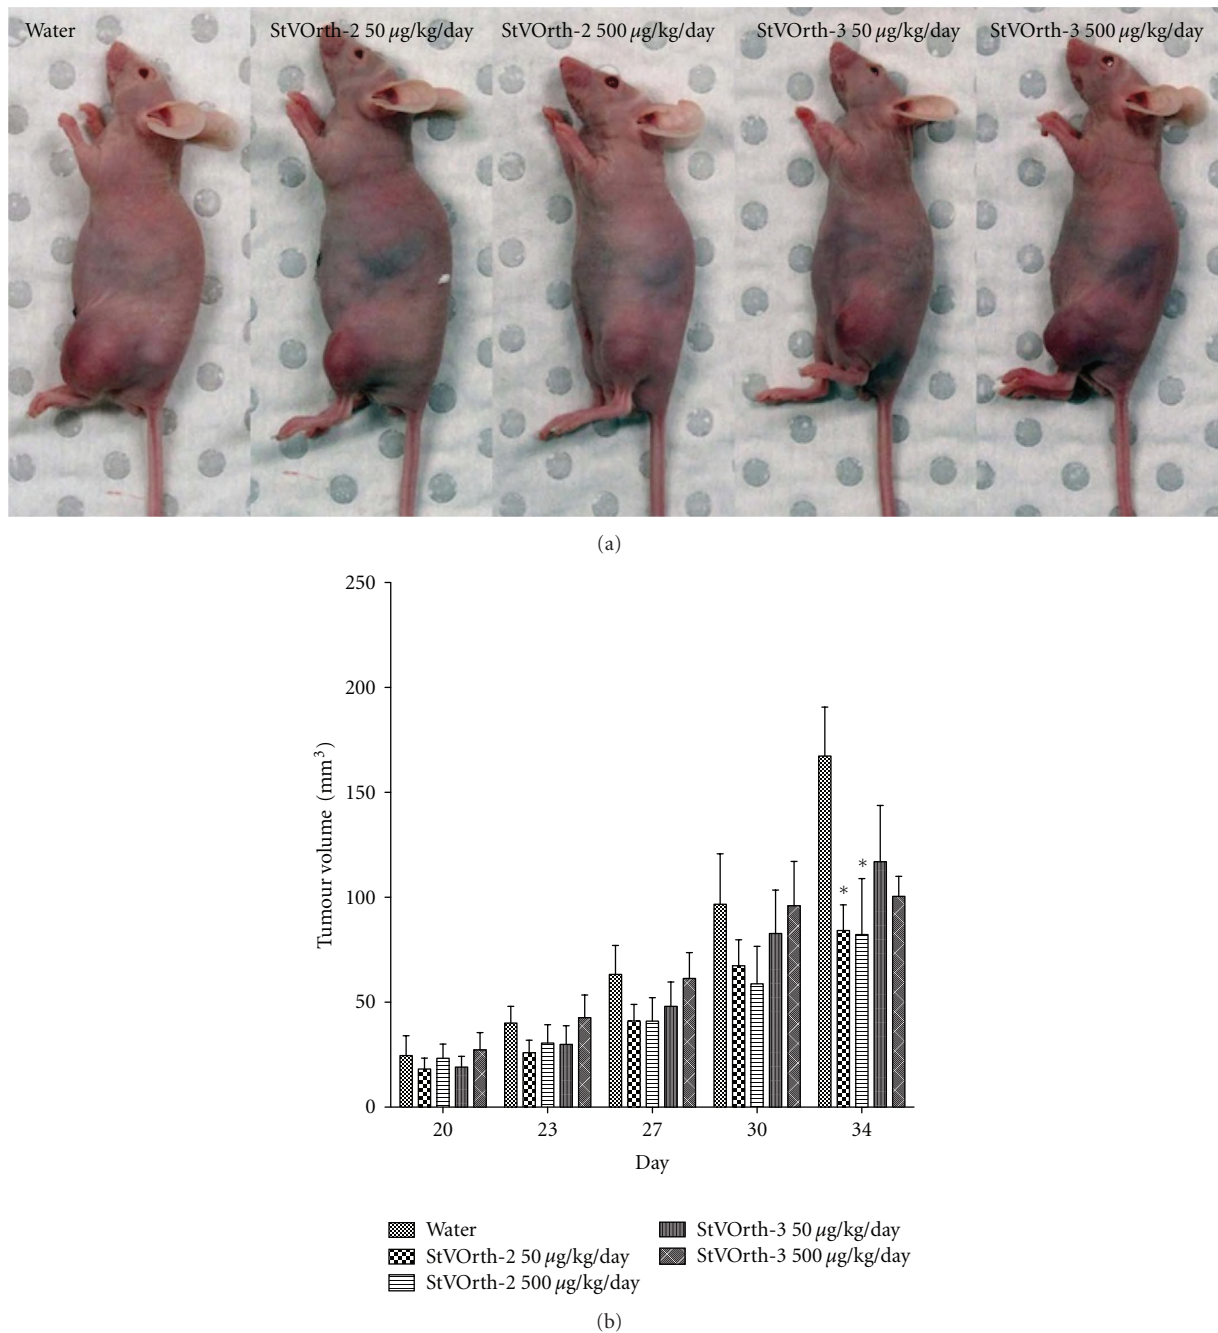 Water StVOrth-2 50 μg/kg/day StVOrth-2 500 μg/kg/day StVOrth-3 50 μg/kg/day StVOrth-3 500 μg/kg/day
(a)
250
200
150
100
50
0
Tumour volume (mm³)
* *
20 23 27 30 34
Day
Water
StVOrth-2 50 μg/kg/day
StVOrth-2 500 μg/kg/day
StVOrth-3 50 μg/kg/day
StVOrth-3 500 μg/kg/day
(b)